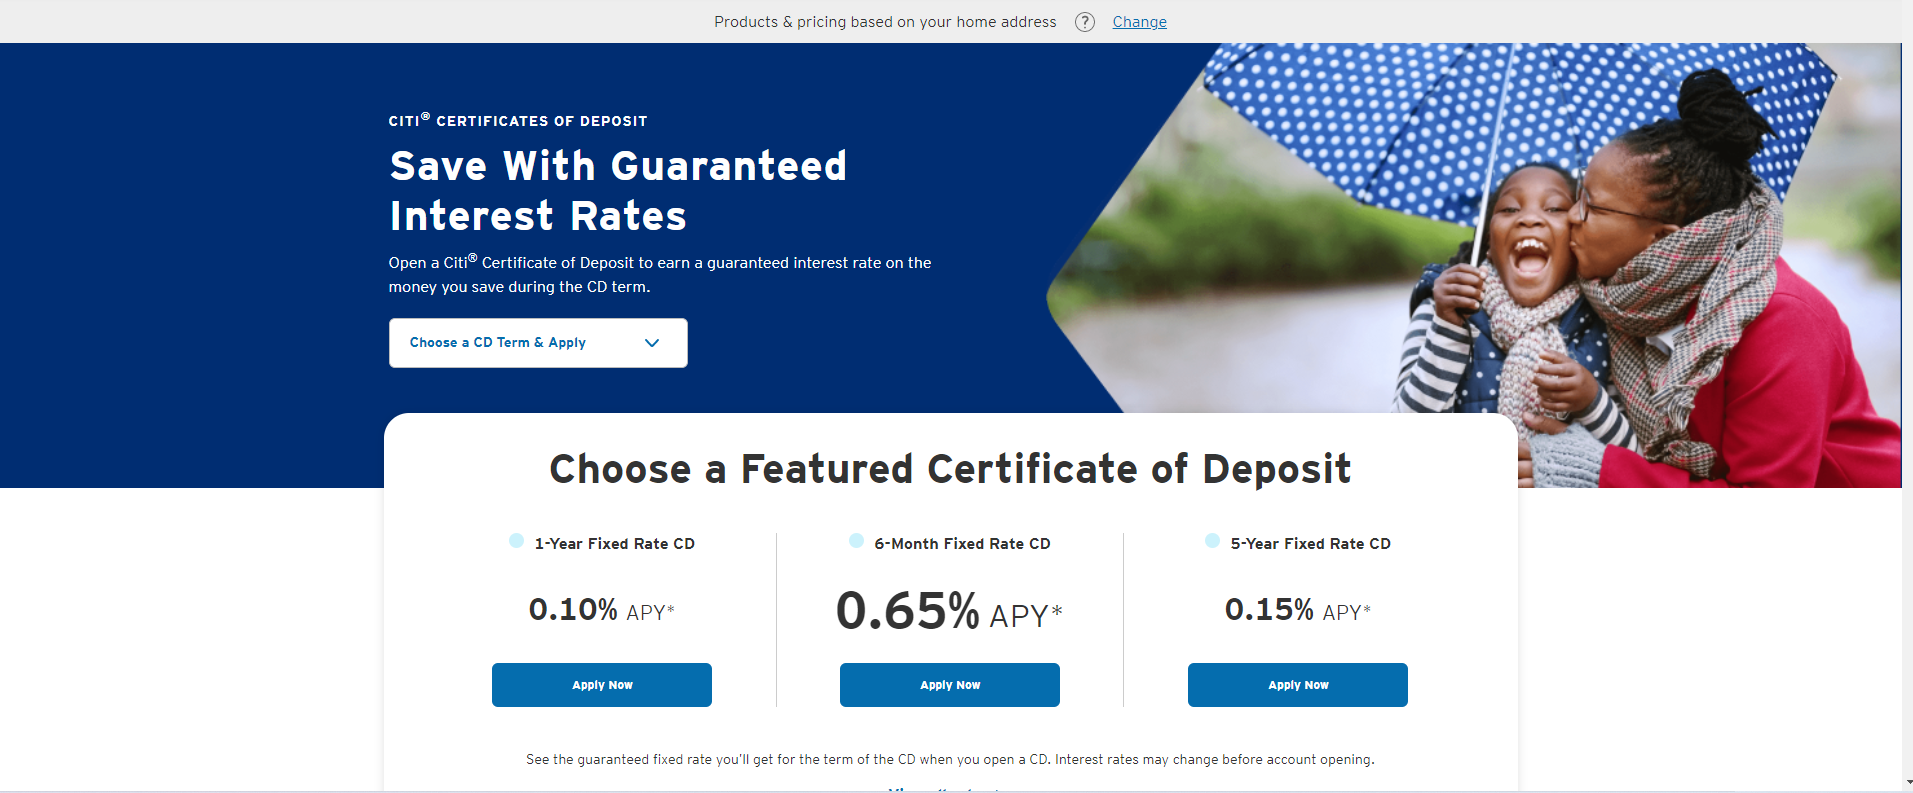 Products & pricing based on your home address ? Change
CITI® CERTIFICATES OF DEPOSIT
Save With Guaranteed
Interest Rates
Open a Citi® Certificate of Deposit to earn a guaranteed interest rate on the
money you save during the CD term.
Choose a CD Term & Apply
Choose a Featured Certificate of Deposit
1-Year Fixed Rate CD
0.10% APY*
Apply Now
6-Month Fixed Rate CD
0.65% APY*
Apply Now
5-Year Fixed Rate CD
0.15% APY*
Apply Now
See the guaranteed fixed rate you'll get for the term of the CD when you open a CD. Interest rates may change before account opening.